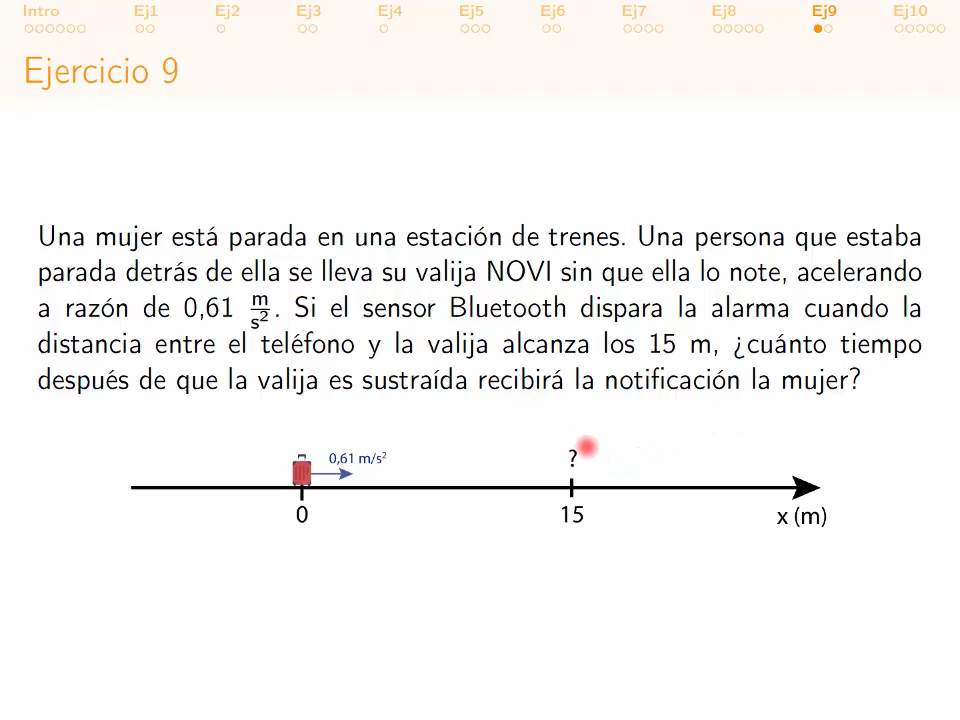 Intro Ej1 Ej2 Ej3 Ej4 Ej5 Ej6 Ej7 Ej8 Ej9 Ej10
Ejercicio 9
Una mujer está parada en una estación de trenes. Una persona que estaba
parada detrás de ella se lleva su valija NOVI sin que ella lo note, acelerando
a razón de 0,61 m/s². Si el sensor Bluetooth dispara la alarma cuando la
distancia entre el teléfono y la valija alcanza los 15 m, ¿cuánto tiempo
después de que la valija es sustraída recibirá la notificación la mujer?
0,61 m/s² ?
0 15 x (m)